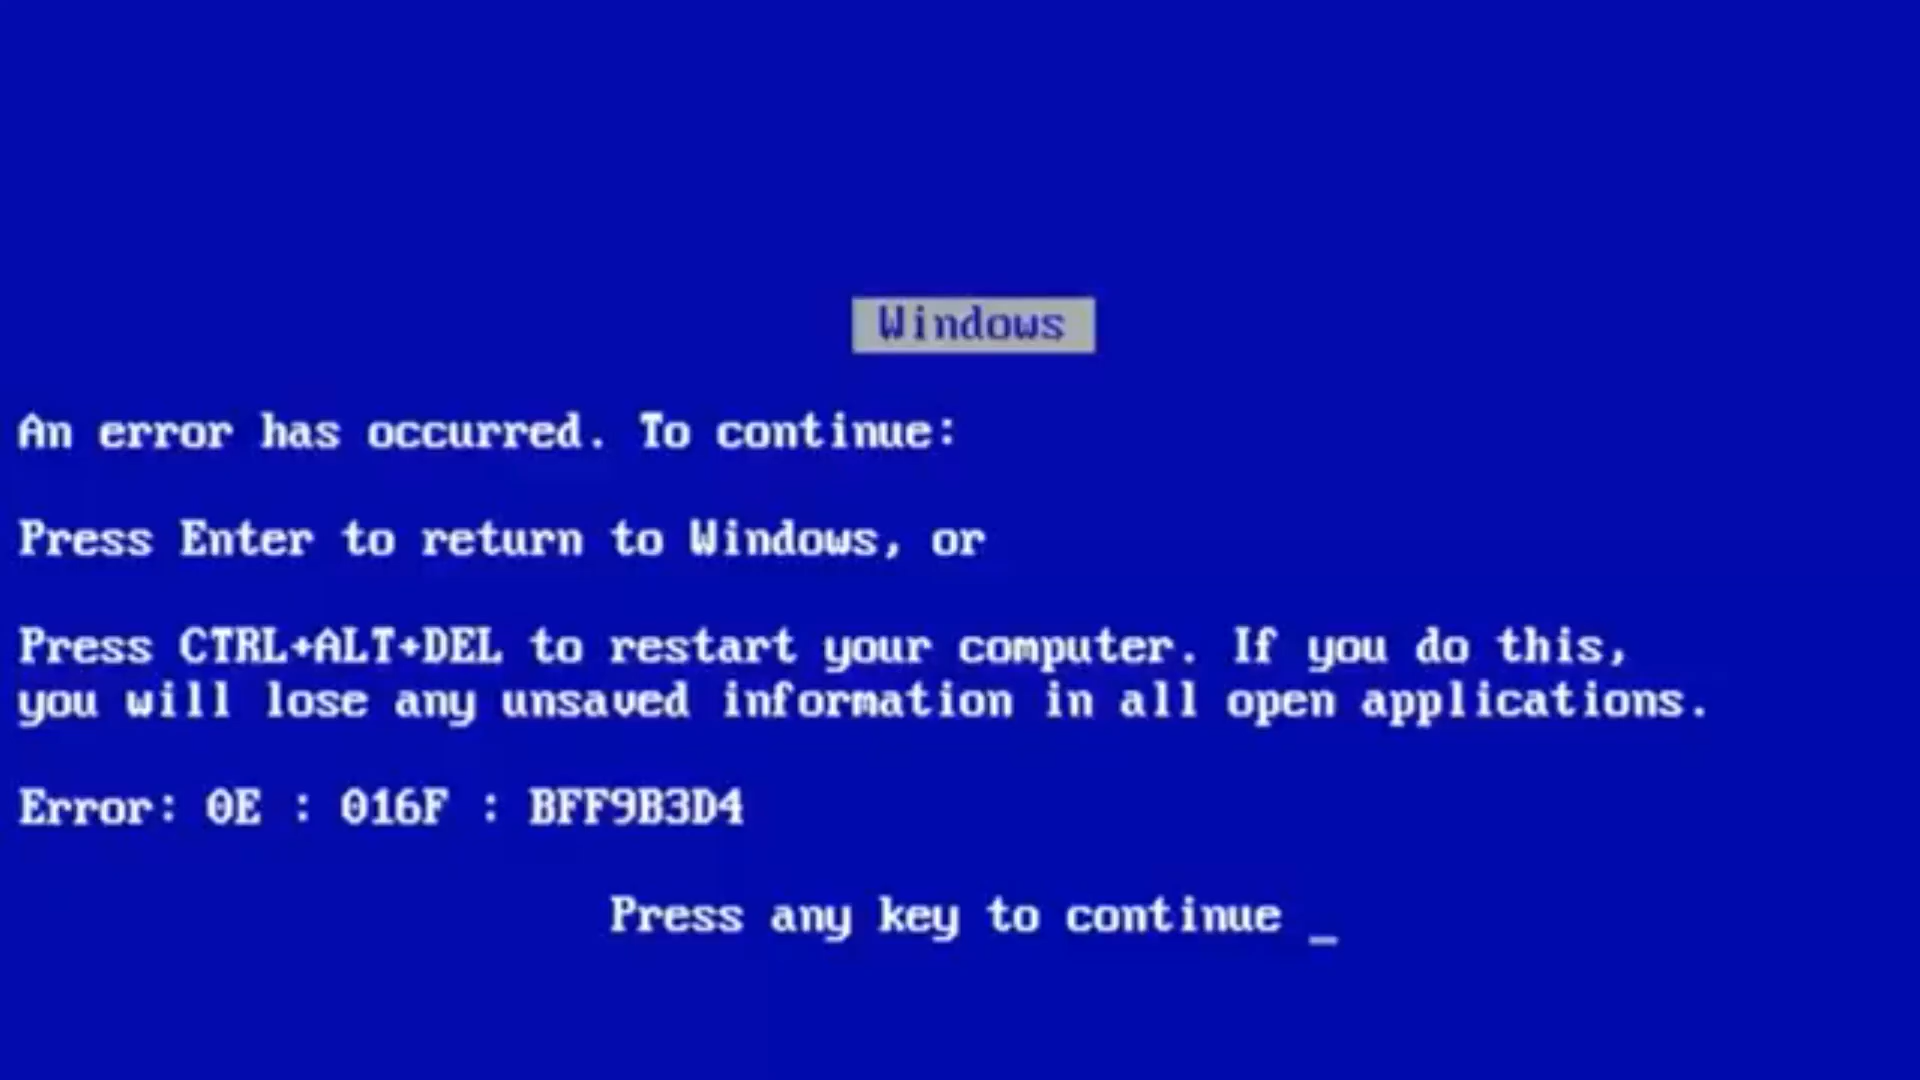 Windows
An error has occurred. To continue:
Press Enter to return to Windows, or
Press CTRL+ALT+DEL to restart your computer. If you do this,
you will lose any unsaved information in all open applications.
Error: 0E : 016F : BFF9B3D4
Press any key to continue _